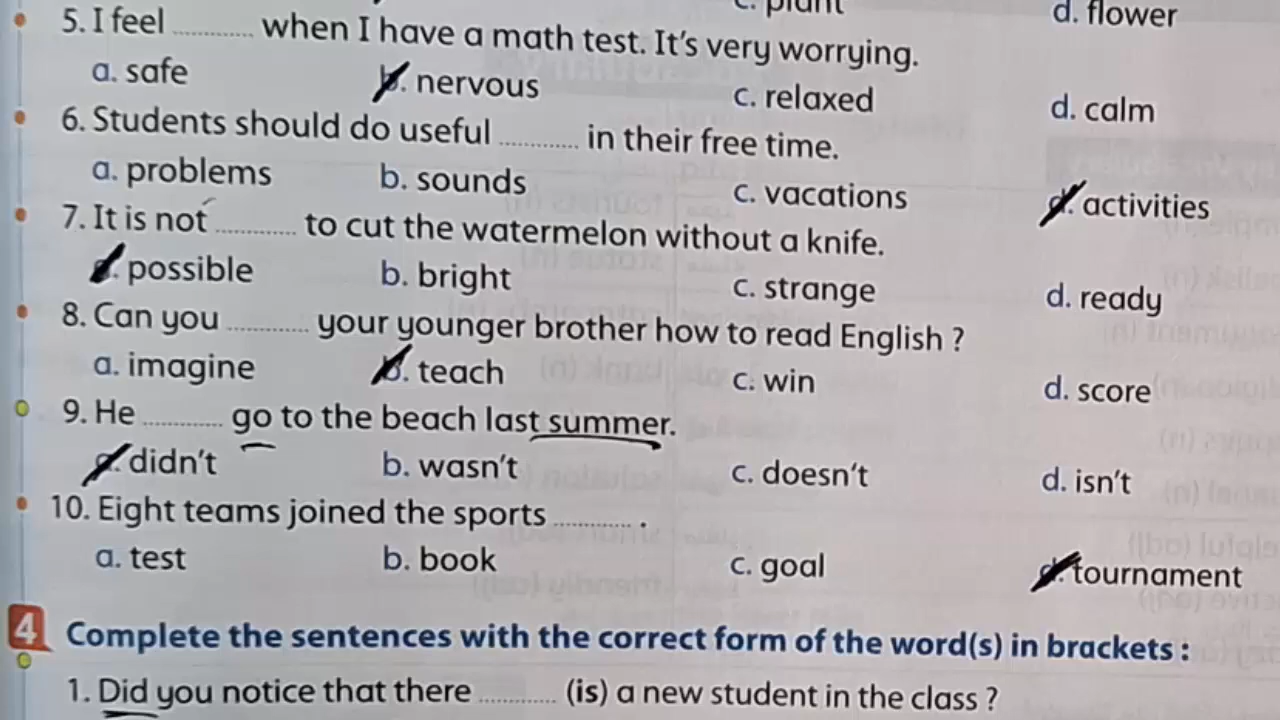 c. plant d. flower
5. I feel ............ when I have a math test. It's very worrying.
a. safe b. nervous c. relaxed d. calm
6. Students should do useful ............ in their free time.
a. problems b. sounds c. vacations d. activities
7. It is not ............ to cut the watermelon without a knife.
a. possible b. bright c. strange d. ready
8. Can you ............ your younger brother how to read English ?
a. imagine b. teach c. win d. score
9. He ............ go to the beach last summer.
a. didn't b. wasn't c. doesn't d. isn't
10. Eight teams joined the sports ............ .
a. test b. book c. goal d. tournament
4 Complete the sentences with the correct form of the word(s) in brackets :
1. Did you notice that there ............ (is) a new student in the class ?